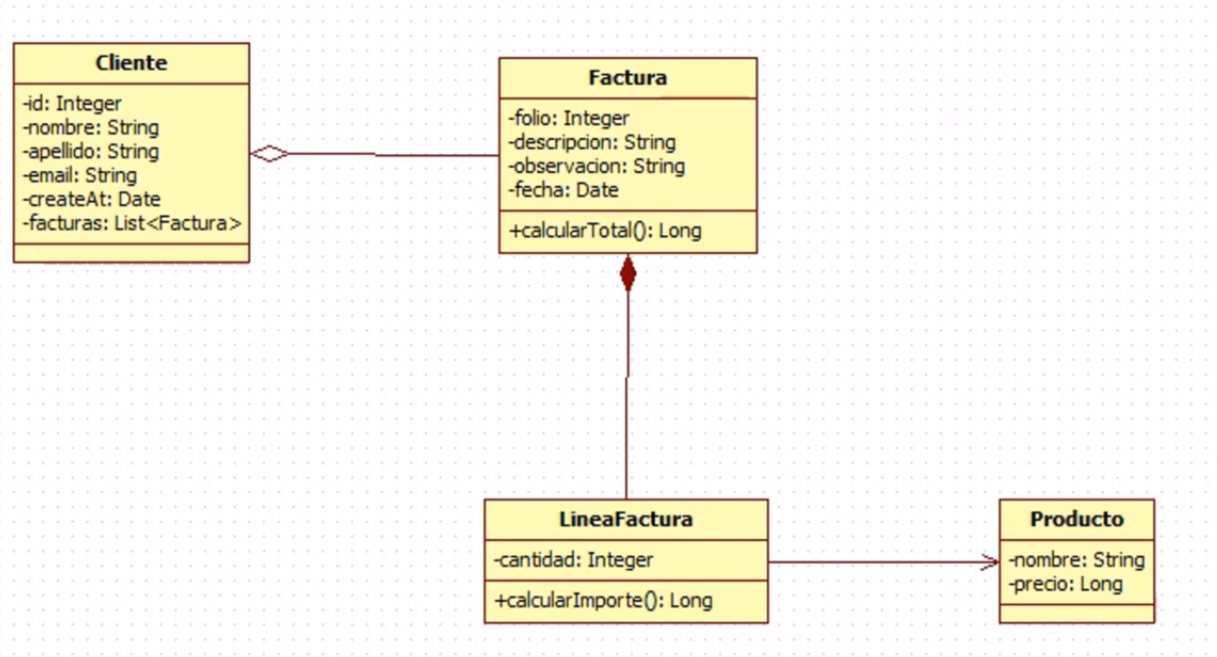 Cliente
-id: Integer
-nombre: String
-apellido: String
-email: String
-createAt: Date
-facturas: List<Factura>
Factura
-folio: Integer
-descripcion: String
-observacion: String
-fecha: Date
+calcularTotal(): Long
LineaFactura
-cantidad: Integer
+calcularImporte(): Long
Producto
-nombre: String
-precio: Long